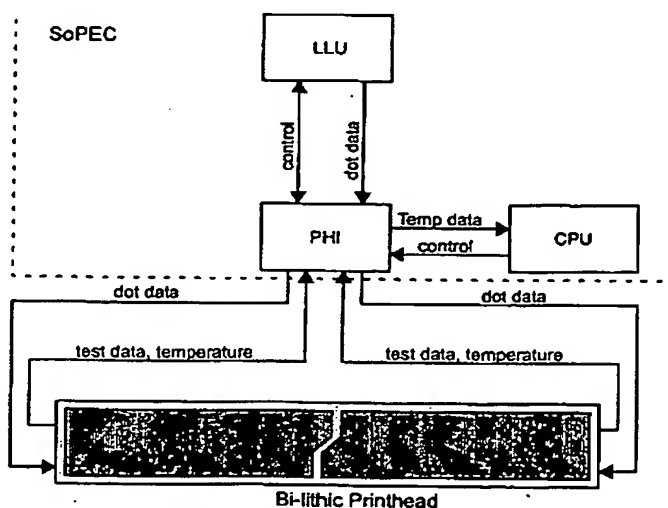 SoPEC
LLU
control
dot data
PHI
Temp data
control
CPU
dot data
dot data
test data, temperature
test data, temperature
Bi-lithic Printhead